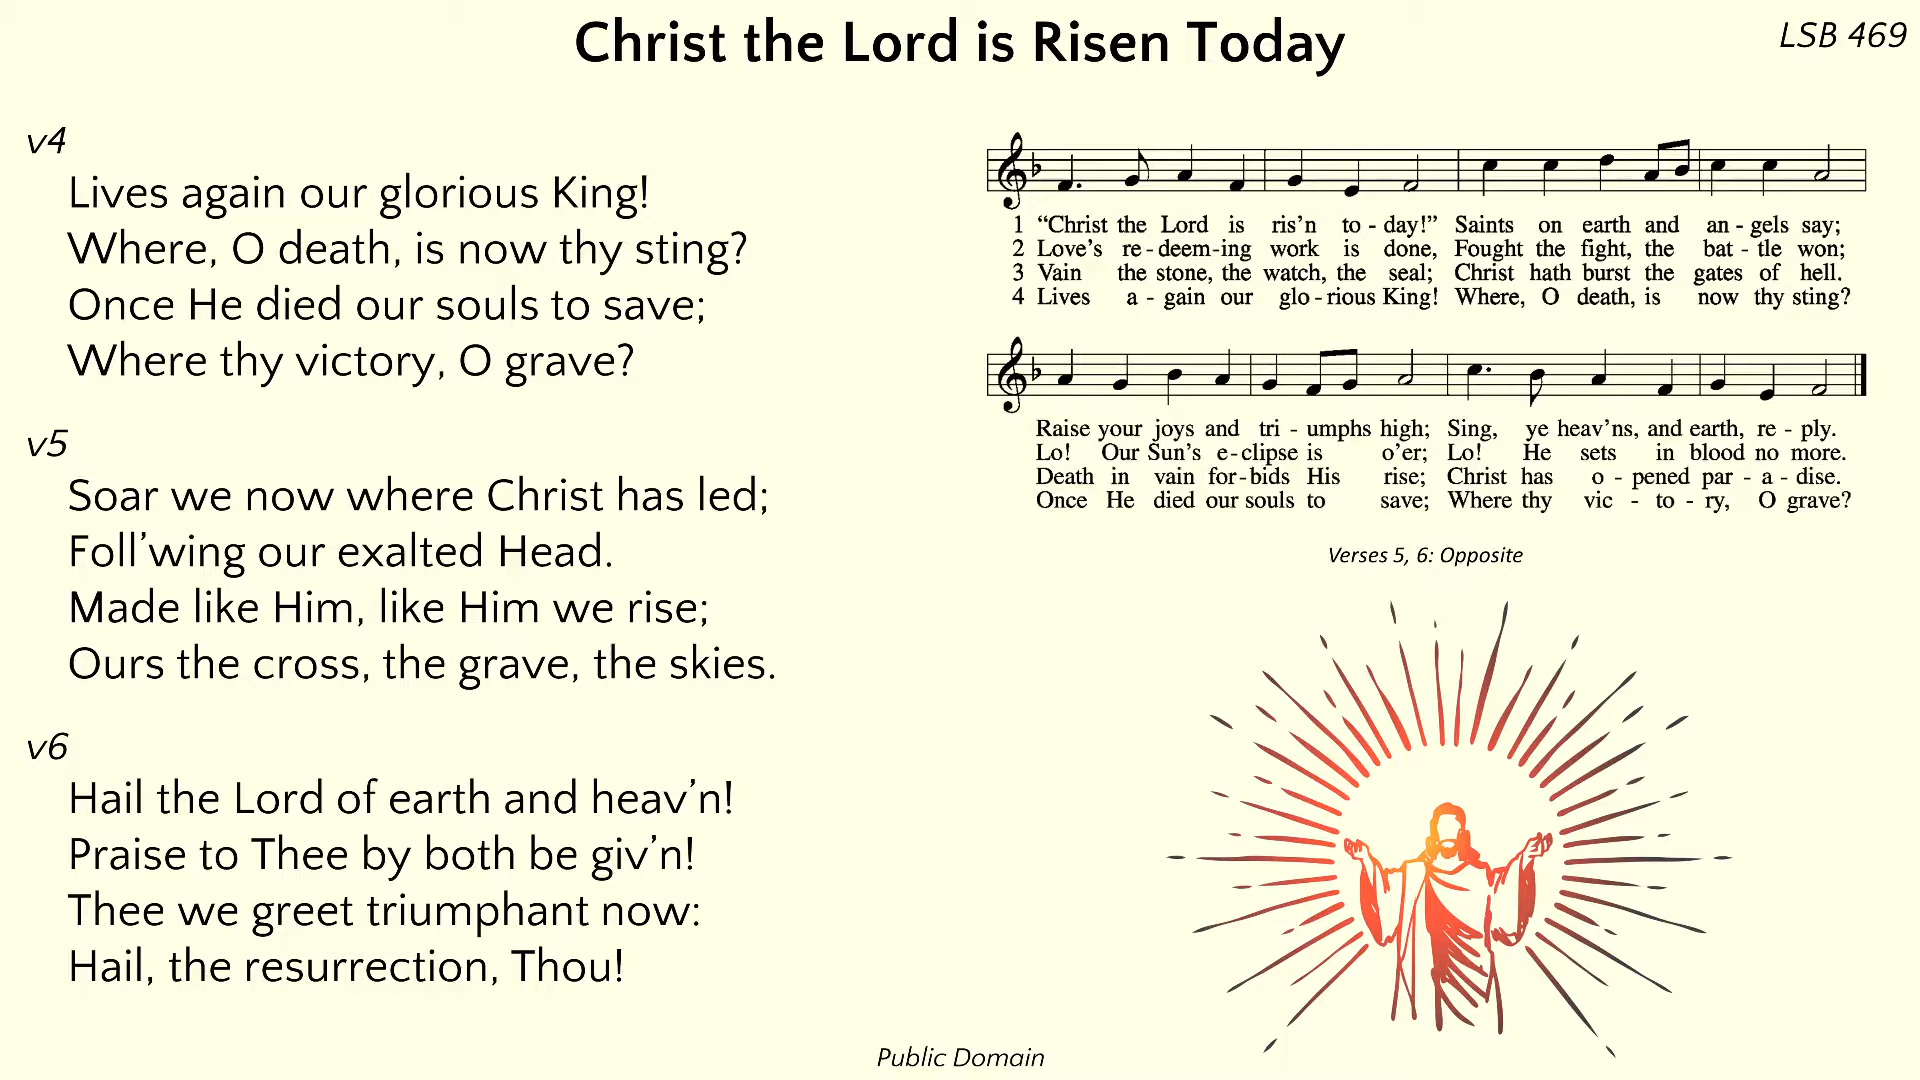 Christ the Lord is Risen Today
LSB 469
v4
Lives again our glorious King!
Where, O death, is now thy sting?
Once He died our souls to save;
Where thy victory, O grave?
v5
Soar we now where Christ has led;
Foll’wing our exalted Head.
Made like Him, like Him we rise;
Ours the cross, the grave, the skies.
v6
Hail the Lord of earth and heav’n!
Praise to Thee by both be giv’n!
Thee we greet triumphant now:
Hail, the resurrection, Thou!
1 “Christ the Lord is ris’n to - day!” Saints on earth and an - gels say;
2 Love’s re - deem - ing work is done, Fought the fight, the bat - tle won;
3 Vain the stone, the watch, the seal; Christ hath burst the gates of hell.
4 Lives a - gain our glo - rious King! Where, O death, is now thy sting?
Raise your joys and tri - umphs high; Sing, ye heav’ns, and earth, re - ply.
Lo! Our Sun’s e - clipse is o’er; Lo! He sets in blood no more.
Death in vain for - bids His rise; Christ has o - pened par - a - dise.
Once He died our souls to save; Where thy vic - to - ry, O grave?
Verses 5, 6: Opposite
Public Domain